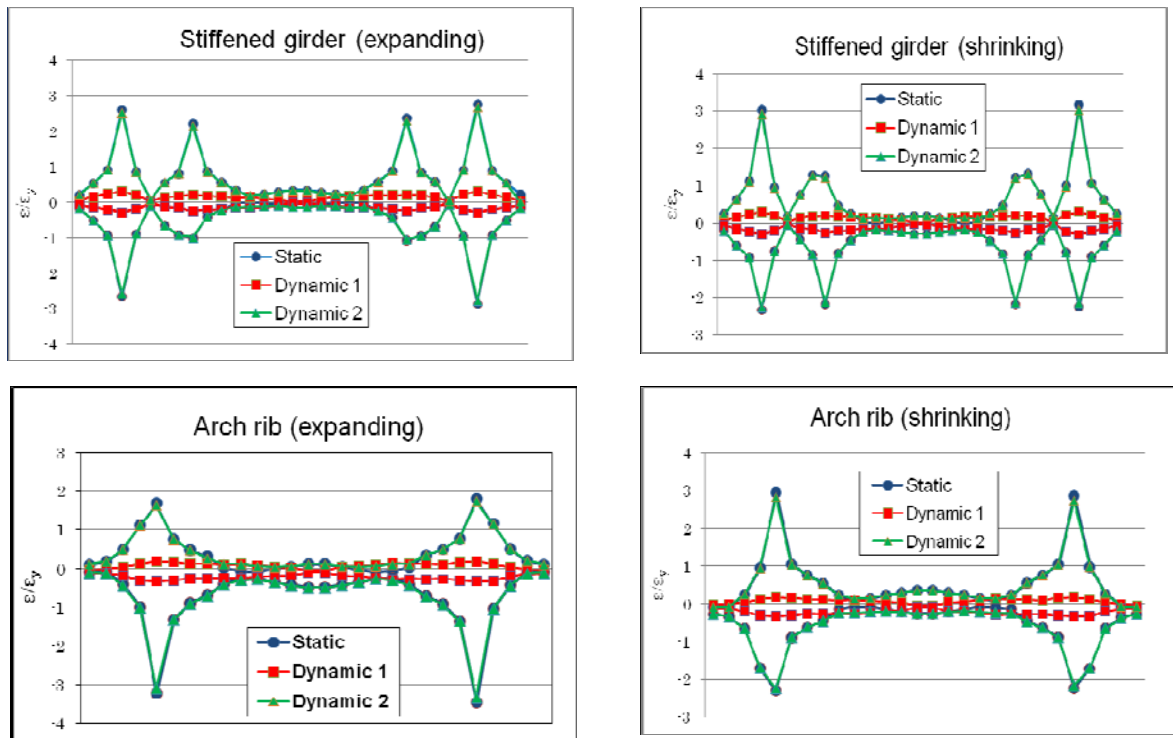 Stiffened girder (expanding)
4
3
2
1
0
-1
-2
-3
-4
ε/εy
Static
Dynamic 1
Dynamic 2
Stiffened girder (shrinking)
4
3
2
1
0
-1
-2
-3
ε/εy
Static
Dynamic 1
Dynamic 2
Arch rib (expanding)
3
2
1
0
-1
-2
-3
-4
ε/εy
Static
Dynamic 1
Dynamic 2
Arch rib (shrinking)
4
3
2
1
0
-1
-2
-3
ε/εy
Static
Dynamic 1
Dynamic 2